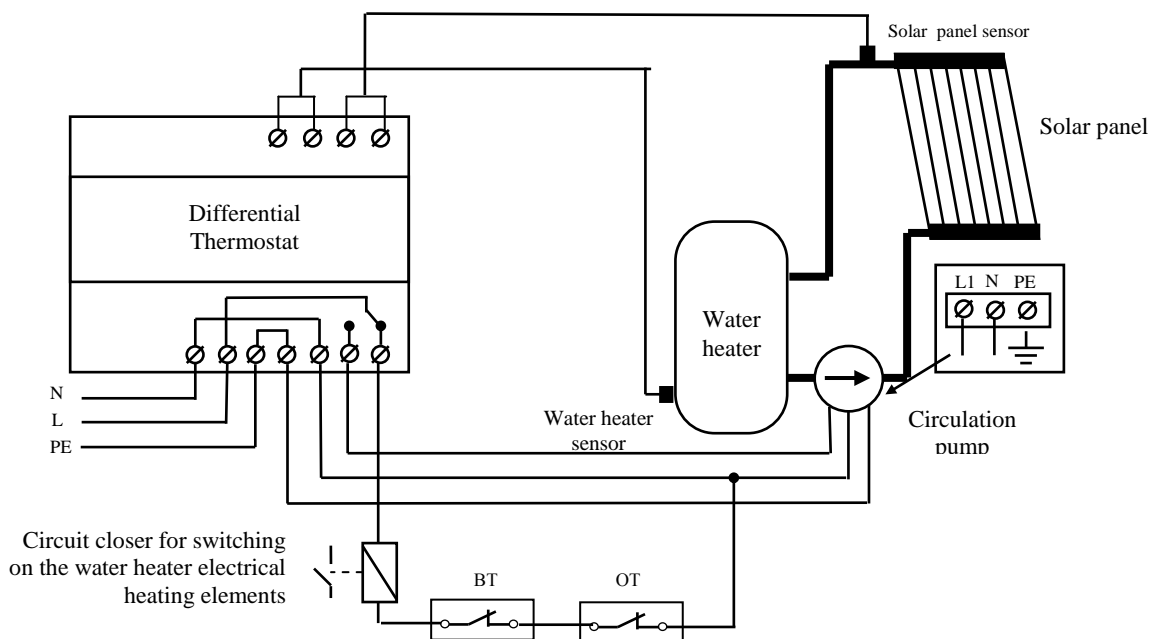 Solar panel sensor
Solar panel
Differential
Thermostat
L1 N PE
Water
heater
N
L
PE
Water heater
sensor
Circulation
pump
Circuit closer for switching
on the water heater electrical
heating elements
BT
OT